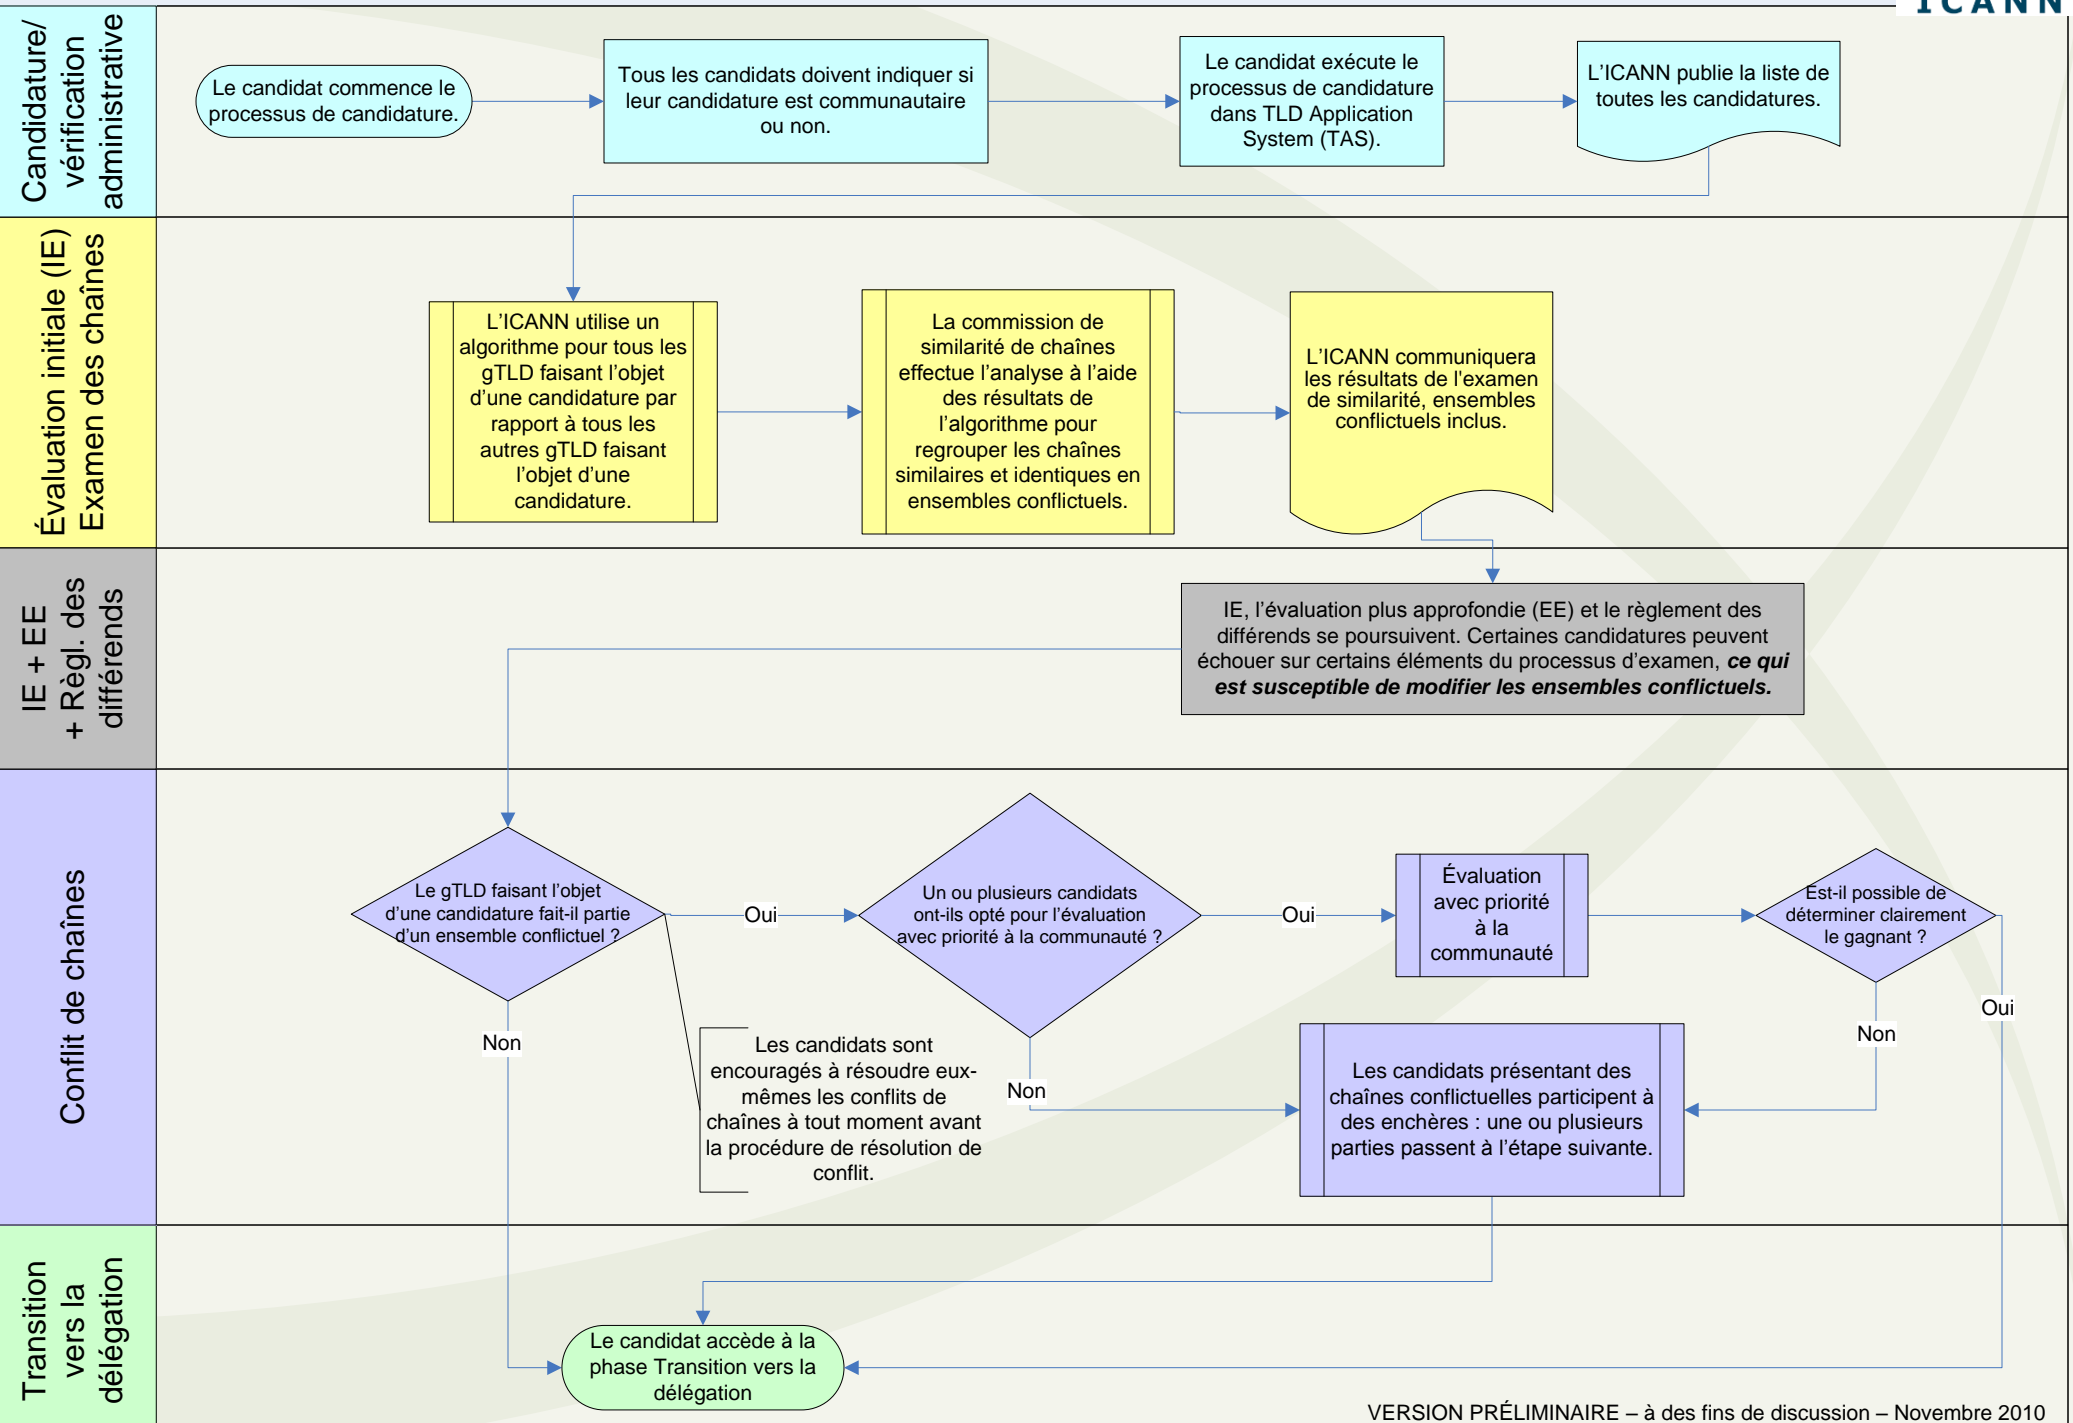 ICANN
Candidature/
vérification
administrative
Le candidat commence le
processus de candidature.
Tous les candidats doivent indiquer si
leur candidature est communautaire
ou non.
Le candidat exécute le
processus de candidature
dans TLD Application
System (TAS).
L’ICANN publie la liste de
toutes les candidatures.
Évaluation initiale (IE)
Examen des chaînes
L’ICANN utilise un
algorithme pour tous les
gTLD faisant l’objet
d’une candidature par
rapport à tous les
autres gTLD faisant
l’objet d’une
candidature.
La commission de
similarité de chaînes
effectue l’analyse à l’aide
des résultats de
l’algorithme pour
regrouper les chaînes
similaires et identiques en
ensembles conflictuels.
L’ICANN communiquera
les résultats de l'examen
de similarité, ensembles
conflictuels inclus.
IE + EE
+ Règl. des
différends
IE, l’évaluation plus approfondie (EE) et le règlement des
différends se poursuivent. Certaines candidatures peuvent
échouer sur certains éléments du processus d’examen, ce qui
est susceptible de modifier les ensembles conflictuels.
Conflit de chaînes
Le gTLD faisant l’objet
d’une candidature fait-il partie
d’un ensemble conflictuel ?
Oui
Un ou plusieurs candidats
ont-ils opté pour l’évaluation
avec priorité à la communauté ?
Oui
Évaluation
avec priorité
à la
communauté
Est-il possible de
déterminer clairement
le gagnant ?
Oui
Non
Non
Non
Les candidats sont
encouragés à résoudre eux-
mêmes les conflits de
chaînes à tout moment avant
la procédure de résolution de
conflit.
Les candidats présentant des
chaînes conflictuelles participent à
des enchères : une ou plusieurs
parties passent à l’étape suivante.
Transition
vers la
délégation
Le candidat accède à la
phase Transition vers la
délégation
VERSION PRÉLIMINAIRE – à des fins de discussion – Novembre 2010